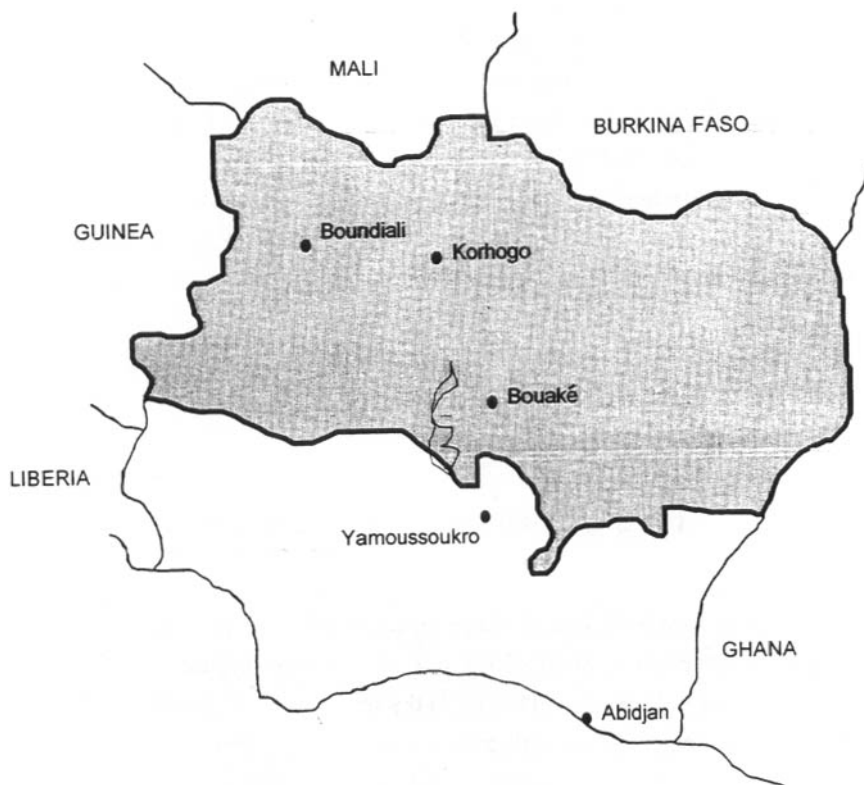 MALI
BURKINA FASO
GUINEA
Boundiali
Korhogo
Bouaké
LIBERIA
Yamoussoukro
GHANA
Abidjan